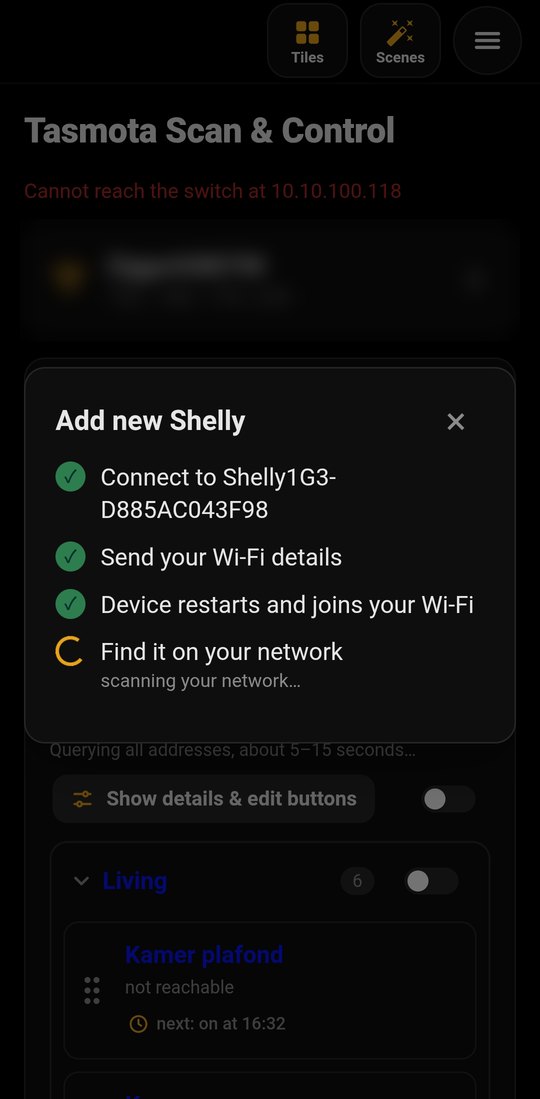 Tiles
Scenes
Tasmota Scan & Control
Cannot reach the switch at 10.10.100.118
Add new Shelly
Connect to Shelly1G3-
D885AC043F98
Send your Wi-Fi details
Device restarts and joins your Wi-Fi
Find it on your network
scanning your network…
Querying all addresses, about 5–15 seconds…
Show details & edit buttons
Living
6
Kamer plafond
not reachable
next: on at 16:32